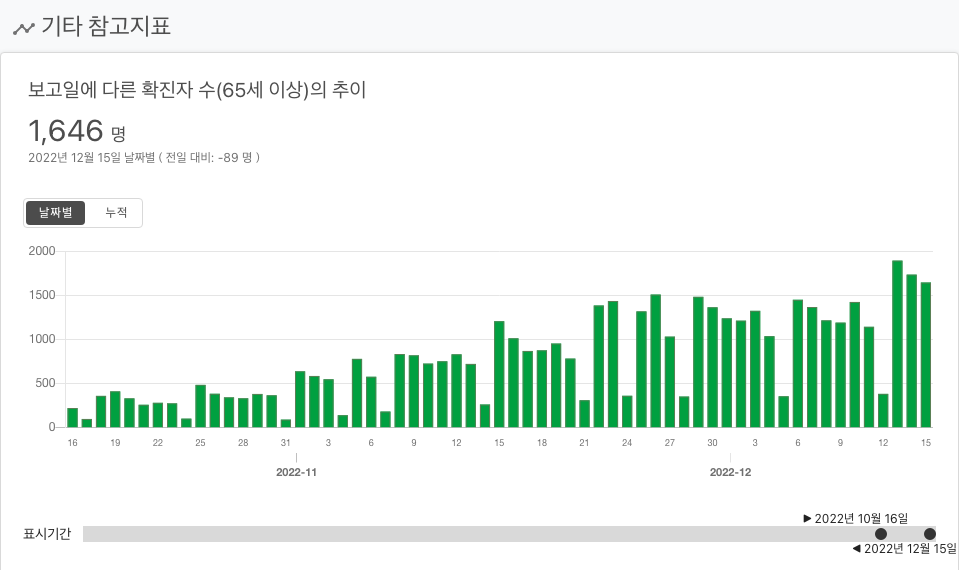 기타 참고지표
보고일에 다른 확진자 수(65세 이상)의 추이
1,646 명
2022년 12월 15일 날짜별 ( 전일 대비: -89 명 )
날짜별 누적
2000
1500
1000
500
0
16 19 22 25 28 31 3 6 9 12 15 18 21 24 27 30 3 6 9 12 15
2022-11 2022-12
▶ 2022년 10월 16일
표시기간
◀ 2022년 12월 15일